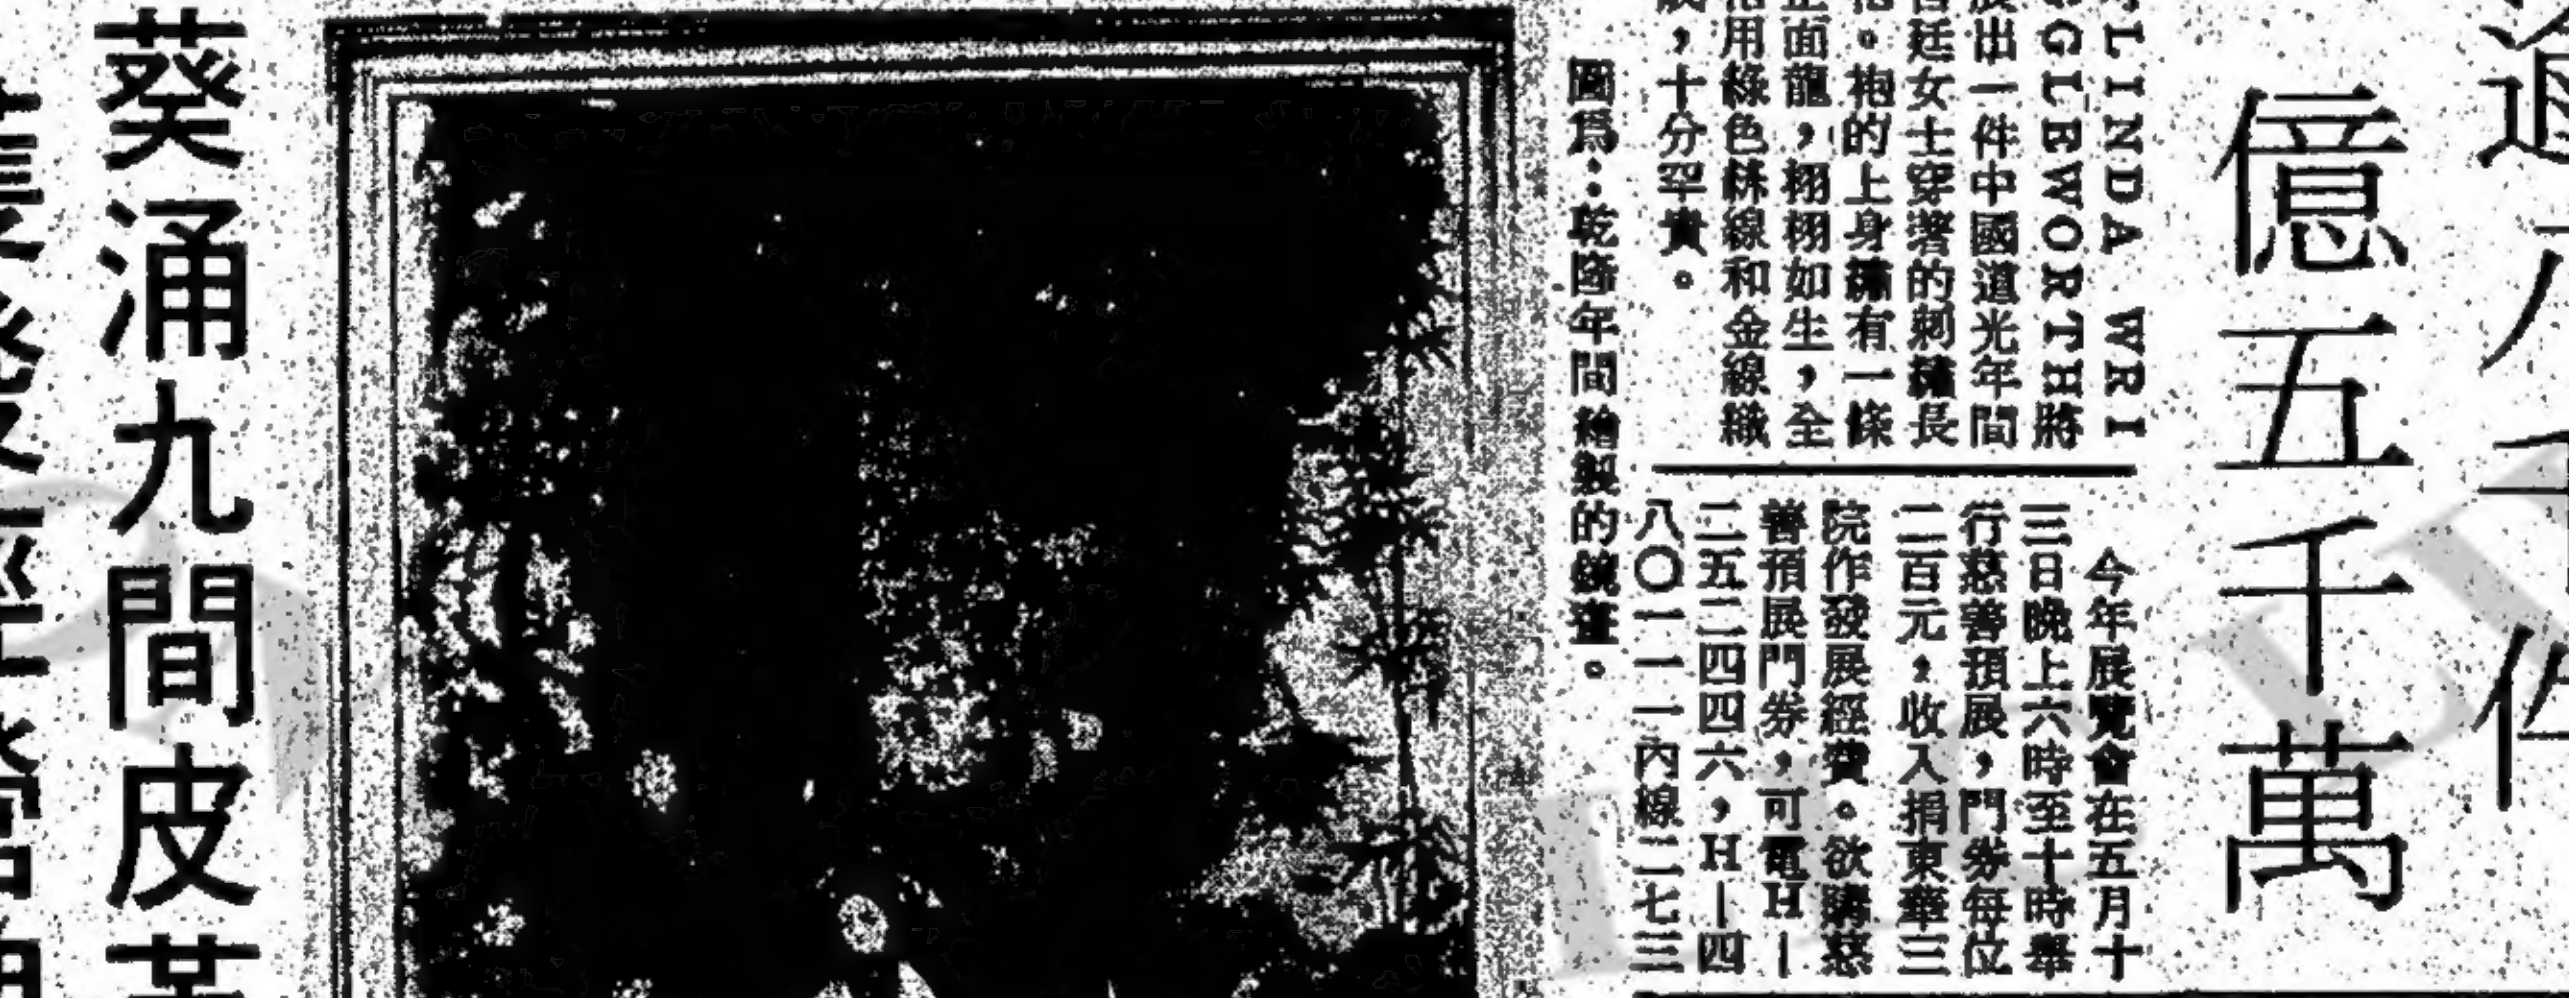 億五千萬
LINDA WRI
GLEWORTH將
展出一件中國道光年間
宮廷女士穿著的刺繡長
袍。袍的上身繡有一條
正面龍，栩栩如生，全
袍用綠色絲線和金線織
成，十分罕貴。
今年展覽會在五月十
三日晚上六時至十時舉
行慈善預展，門券每位
二百元，收入捐東華三
院作發展經費。欲購慈
善預展門券，可電H－
二五二四四六，H－四
八〇一一一內線二七三
圖爲：乾隆年間繪製的鏡畫。
葵涌九間皮革